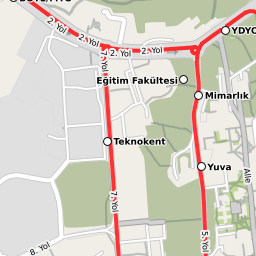 2. Yol
2. Yol
2. Yol
2. Yol
YDYO
7. Yol
Eğitim Fakültesi
Mimarlık
Teknokent
Yuva
Alle
7. Yol
5. Yol
8. Yol